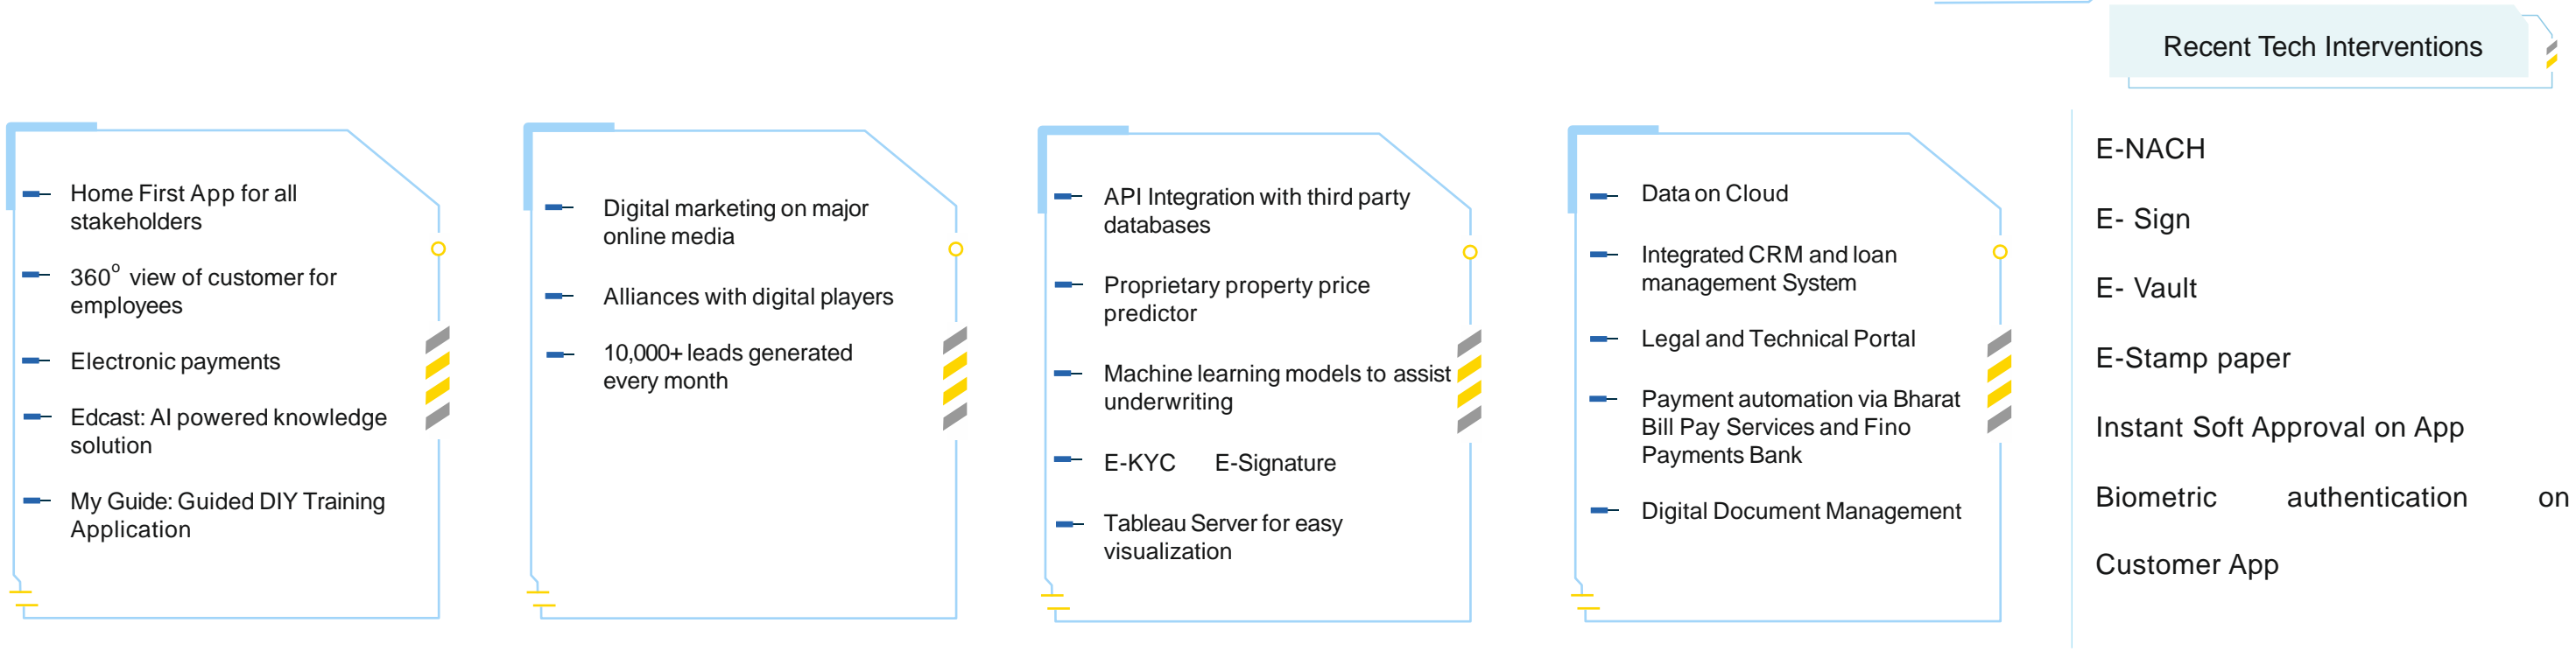 Recent Tech Interventions
Home First App for all
stakeholders
360° view of customer for
employees
Electronic payments
Edcast: AI powered knowledge
solution
My Guide: Guided DIY Training
Application
Digital marketing on major
online media
Alliances with digital players
10,000+ leads generated
every month
API Integration with third party
databases
Proprietary property price
predictor
Machine learning models to assist
underwriting
E-KYC E-Signature
Tableau Server for easy
visualization
Data on Cloud
Integrated CRM and loan
management System
Legal and Technical Portal
Payment automation via Bharat
Bill Pay Services and Fino
Payments Bank
Digital Document Management
E-NACH
E- Sign
E- Vault
E-Stamp paper
Instant Soft Approval on App
Biometric authentication on
Customer App